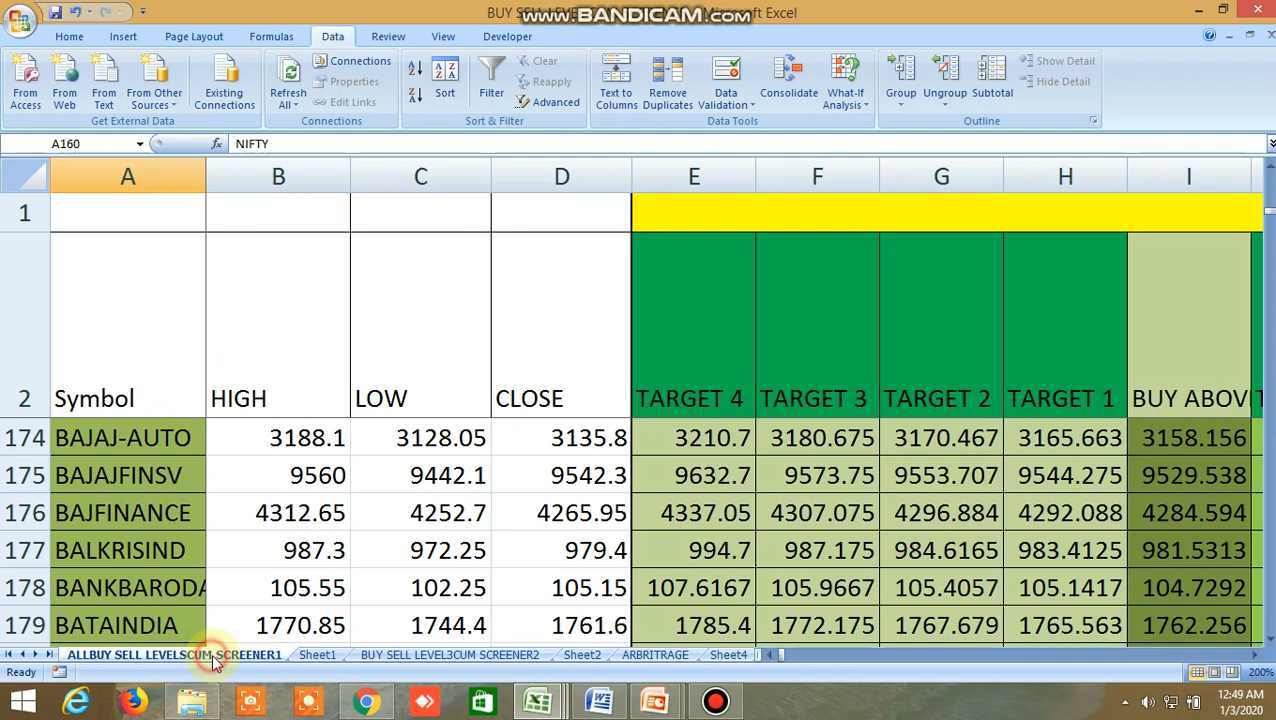 BUY SELL LEVEL
www.BANDICAM.com
Microsoft Excel
Home Insert Page Layout Formulas Data Review View Developer
From Access
From Web
From Text
From Other Sources
Existing Connections
Get External Data
Refresh All
Connections
Properties
Edit Links
Connections
Sort
Filter
Clear
Reapply
Advanced
Sort & Filter
Text to Columns
Remove Duplicates
Data Validation
Consolidate
What-If Analysis
Data Tools
Group
Ungroup
Subtotal
Show Detail
Hide Detail
Outline
A160 fx NIFTY
A B C D E F G H I
1
2 Symbol HIGH LOW CLOSE TARGET 4 TARGET 3 TARGET 2 TARGET 1 BUY ABOV T
174 BAJAJ-AUTO 3188.1 3128.05 3135.8 3210.7 3180.675 3170.467 3165.663 3158.156
175 BAJAJFINSV 9560 9442.1 9542.3 9632.7 9573.75 9553.707 9544.275 9529.538
176 BAJFINANCE 4312.65 4252.7 4265.95 4337.05 4307.075 4296.884 4292.088 4284.594
177 BALKRISIND 987.3 972.25 979.4 994.7 987.175 984.6165 983.4125 981.5313
178 BANKBARODA 105.55 102.25 105.15 107.6167 105.9667 105.4057 105.1417 104.7292
179 BATAINDIA 1770.85 1744.4 1761.6 1785.4 1772.175 1767.679 1765.563 1762.256
ALLBUY SELL LEVELSCUM SCREENER1 Sheet1 BUY SELL LEVEL3CUM SCREENER2 Sheet2 ARBRITRAGE Sheet4
Ready 200%
12:49 AM
1/3/2020